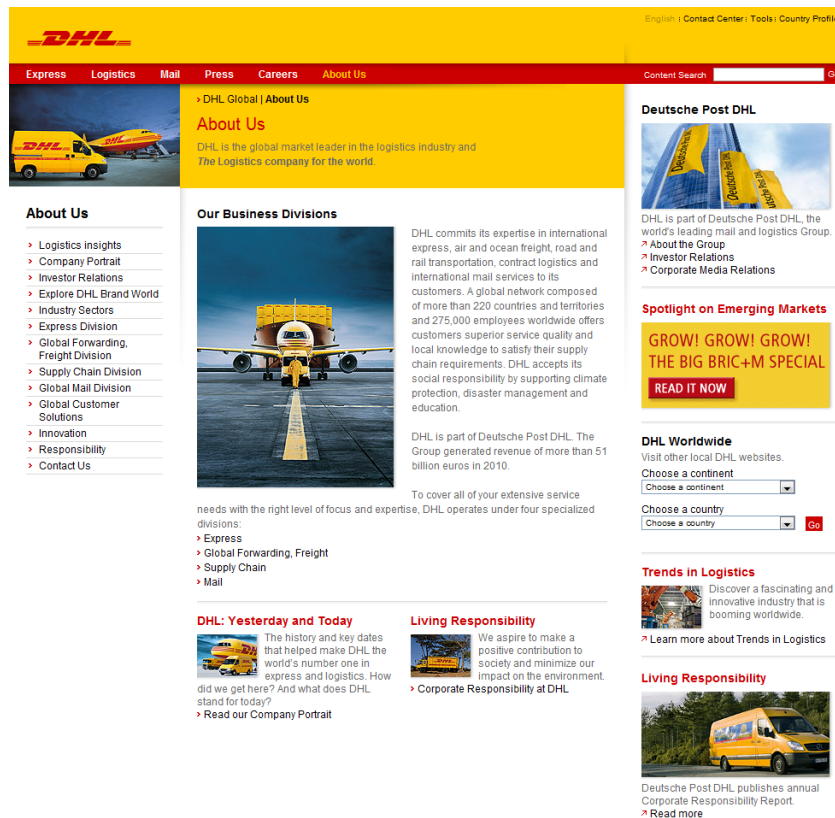 English : Contact Center : Tools : Country Profile
DHL
Express Logistics Mail Press Careers About Us
Content Search
DHL
DHL
› DHL Global | About Us
About Us
DHL is the global market leader in the logistics industry and
The Logistics company for the world.
About Us
› Logistics insights
› Company Portrait
› Investor Relations
› Explore DHL Brand World
› Industry Sectors
› Express Division
› Global Forwarding,
Freight Division
› Supply Chain Division
› Global Mail Division
› Global Customer
Solutions
› Innovation
› Responsibility
› Contact Us
Our Business Divisions
DHL commits its expertise in international
express, air and ocean freight, road and
rail transportation, contract logistics and
international mail services to its
customers. A global network composed
of more than 220 countries and territories
and 275,000 employees worldwide offers
customers superior service quality and
local knowledge to satisfy their supply
chain requirements. DHL accepts its
social responsibility by supporting climate
protection, disaster management and
education.
DHL is part of Deutsche Post DHL. The
Group generated revenue of more than 51
billion euros in 2010.
To cover all of your extensive service
needs with the right level of focus and expertise, DHL operates under four specialized
divisions:
› Express
› Global Forwarding, Freight
› Supply Chain
› Mail
DHL: Yesterday and Today
The history and key dates
that helped make DHL the
world's number one in
express and logistics. How
did we get here? And what does DHL
stand for today?
› Read our Company Portrait
Living Responsibility
DHL
We aspire to make a
positive contribution to
society and minimize our
impact on the environment.
› Corporate Responsibility at DHL
Deutsche Post DHL
Deutsche Post
Deutsche Post
DHL is part of Deutsche Post DHL, the
world's leading mail and logistics Group.
About the Group
Investor Relations
Corporate Media Relations
Spotlight on Emerging Markets
GROW! GROW! GROW!
THE BIG BRIC+M SPECIAL
READ IT NOW
DHL Worldwide
Visit other local DHL websites.
Choose a continent
Choose a continent
Choose a country
Choose a country
Go
Trends in Logistics
Discover a fascinating and
innovative industry that is
booming worldwide.
Learn more about Trends in Logistics
Living Responsibility
Deutsche Post DHL publishes annual
Corporate Responsibility Report.
Read more